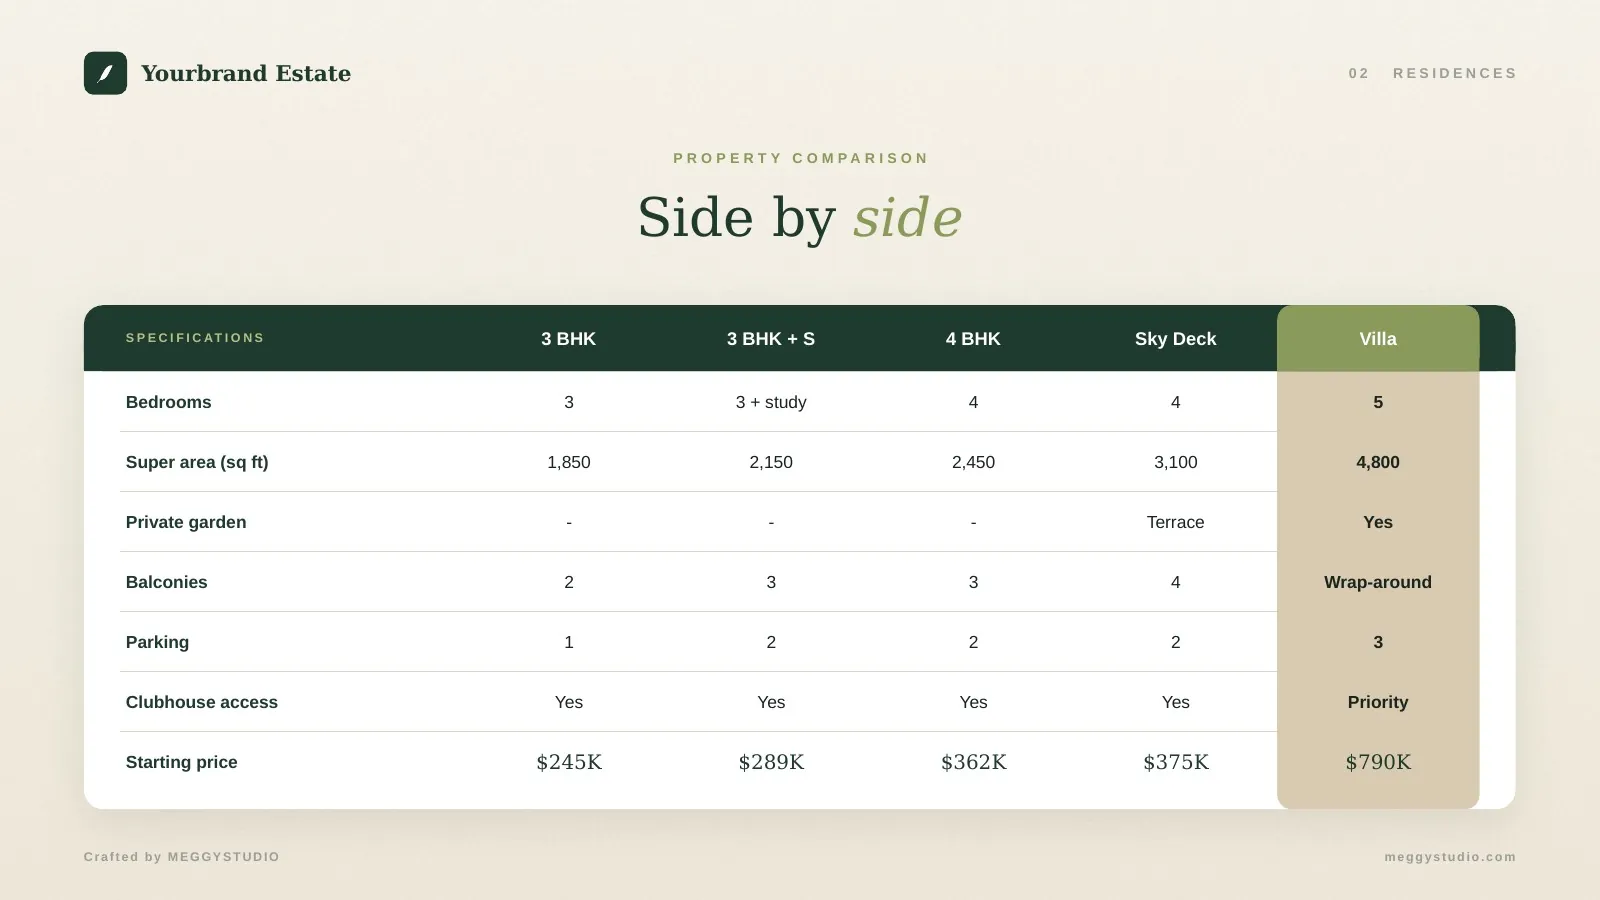 Yourbrand Estate
02 RESIDENCES
PROPERTY COMPARISON
Side by side
SPECIFICATIONS 3 BHK 3 BHK + S 4 BHK Sky Deck Villa
Bedrooms 3 3 + study 4 4 5
Super area (sq ft) 1,850 2,150 2,450 3,100 4,800
Private garden - - - Terrace Yes
Balconies 2 3 3 4 Wrap-around
Parking 1 2 2 2 3
Clubhouse access Yes Yes Yes Yes Priority
Starting price $245K $289K $362K $375K $790K
Crafted by MEGGYSTUDIO
meggystudio.com